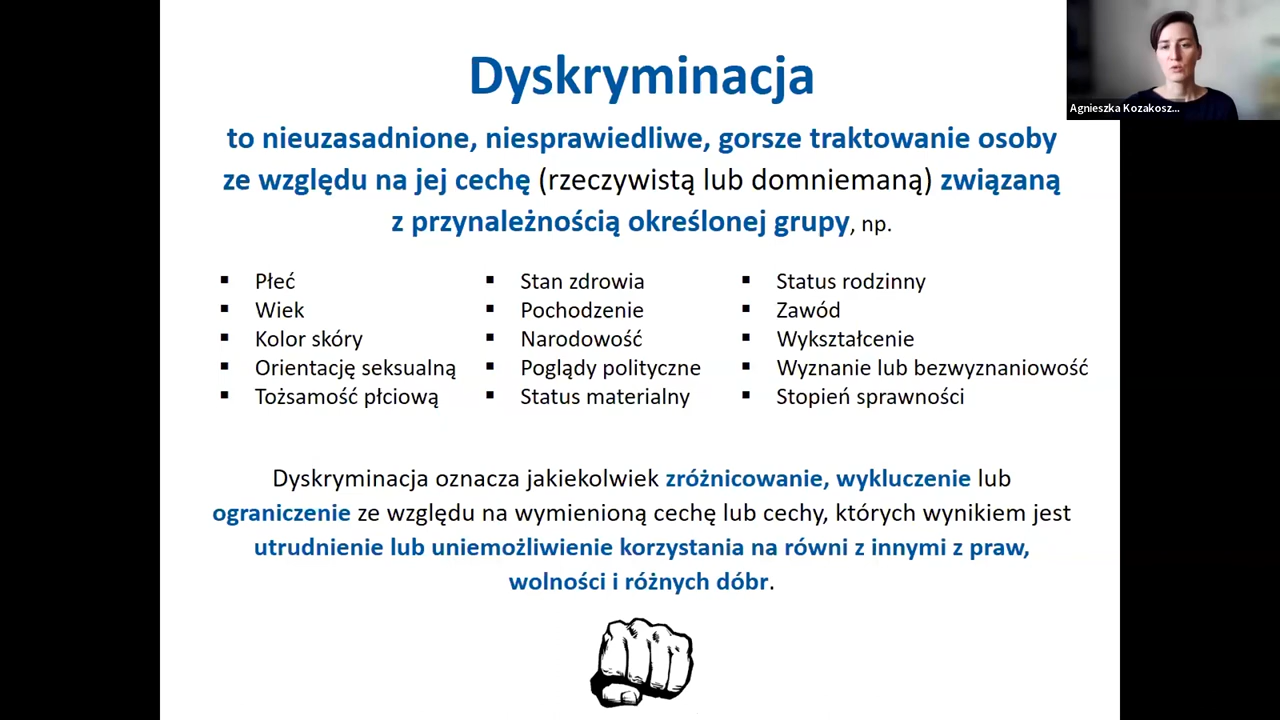 Dyskryminacja
to nieuzasadnione, niesprawiedliwe, gorsze traktowanie osoby
ze względu na jej cechę (rzeczywistą lub domniemaną) związaną
z przynależnością określonej grupy, np.
▪ Płeć
▪ Wiek
▪ Kolor skóry
▪ Orientację seksualną
▪ Tożsamość płciową
▪ Stan zdrowia
▪ Pochodzenie
▪ Narodowość
▪ Poglądy polityczne
▪ Status materialny
▪ Status rodzinny
▪ Zawód
▪ Wykształcenie
▪ Wyznanie lub bezwyznaniowość
▪ Stopień sprawności
Dyskryminacja oznacza jakiekolwiek zróżnicowanie, wykluczenie lub
ograniczenie ze względu na wymienioną cechę lub cechy, których wynikiem jest
utrudnienie lub uniemożliwienie korzystania na równi z innymi z praw,
wolności i różnych dóbr.
Agnieszka Kozakosz...